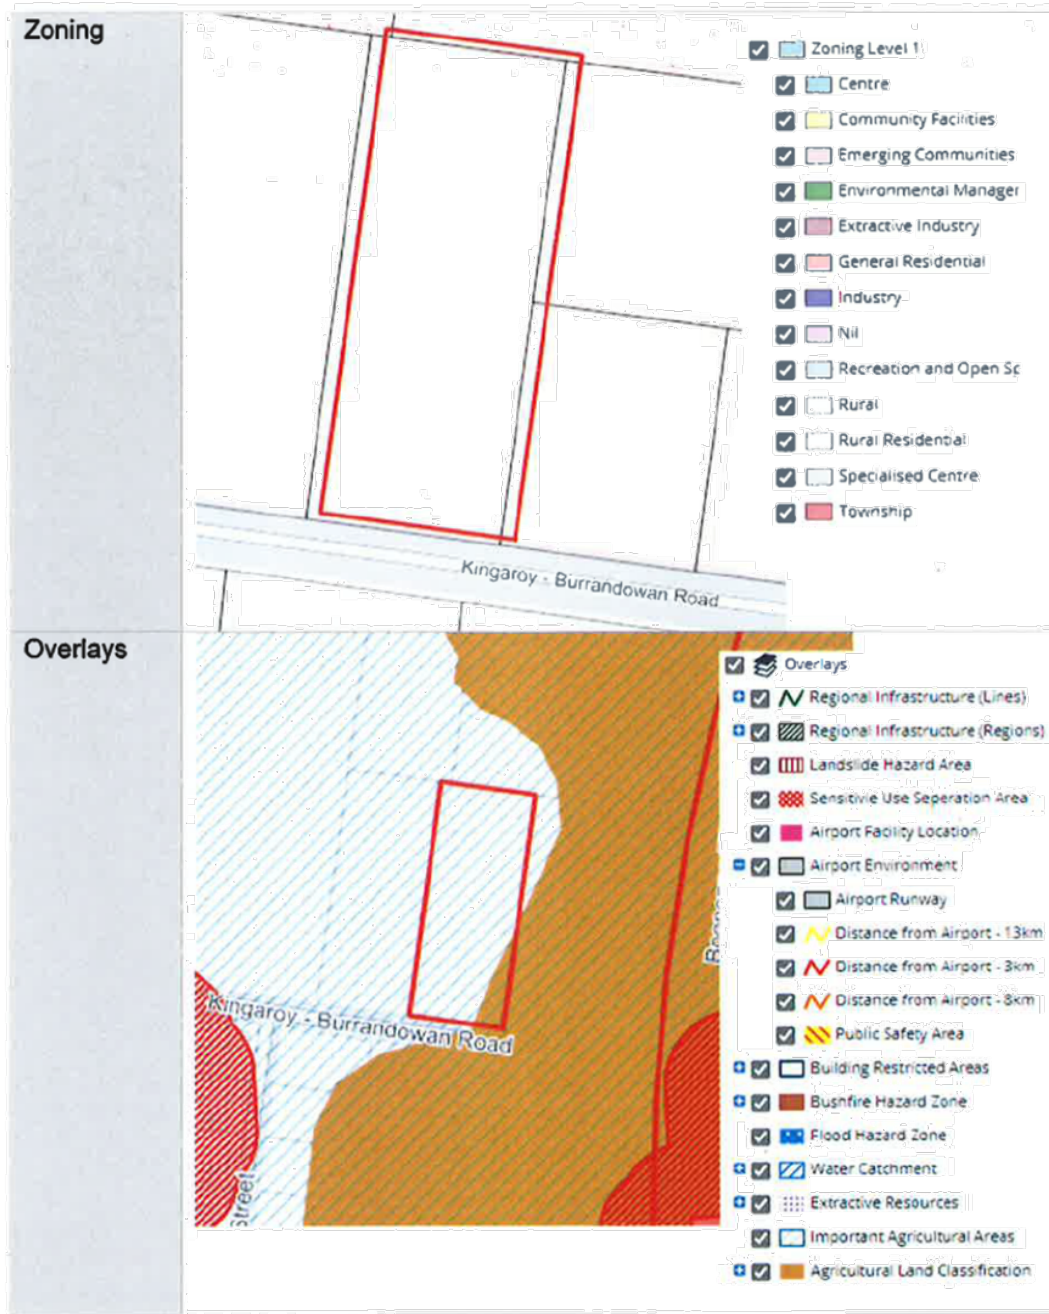 Zoning
Zoning Level 1
Centre
Community Facilities
Emerging Communities
Environmental Manager
Extractive Industry
General Residential
Industry
Nil
Recreation and Open Sp
Rural
Rural Residential
Specialised Centre
Township
Kingaroy - Burrandowan Road
Overlays
Overlays
Regional Infrastructure (Lines)
Regional Infrastructure (Regions)
Landslide Hazard Area
Sensitivie Use Seperation Area
Airport Facility Location
Airport Environment
Airport Runway
Distance from Airport - 13km
Distance from Airport - 3km
Distance from Airport - 8km
Public Safety Area
Building Restricted Areas
Bushfire Hazard Zone
Flood Hazard Zone
Water Catchment
Extractive Resources
Important Agricultural Areas
Agricultural Land Classification
Kingaroy - Burrandowan Road
Street